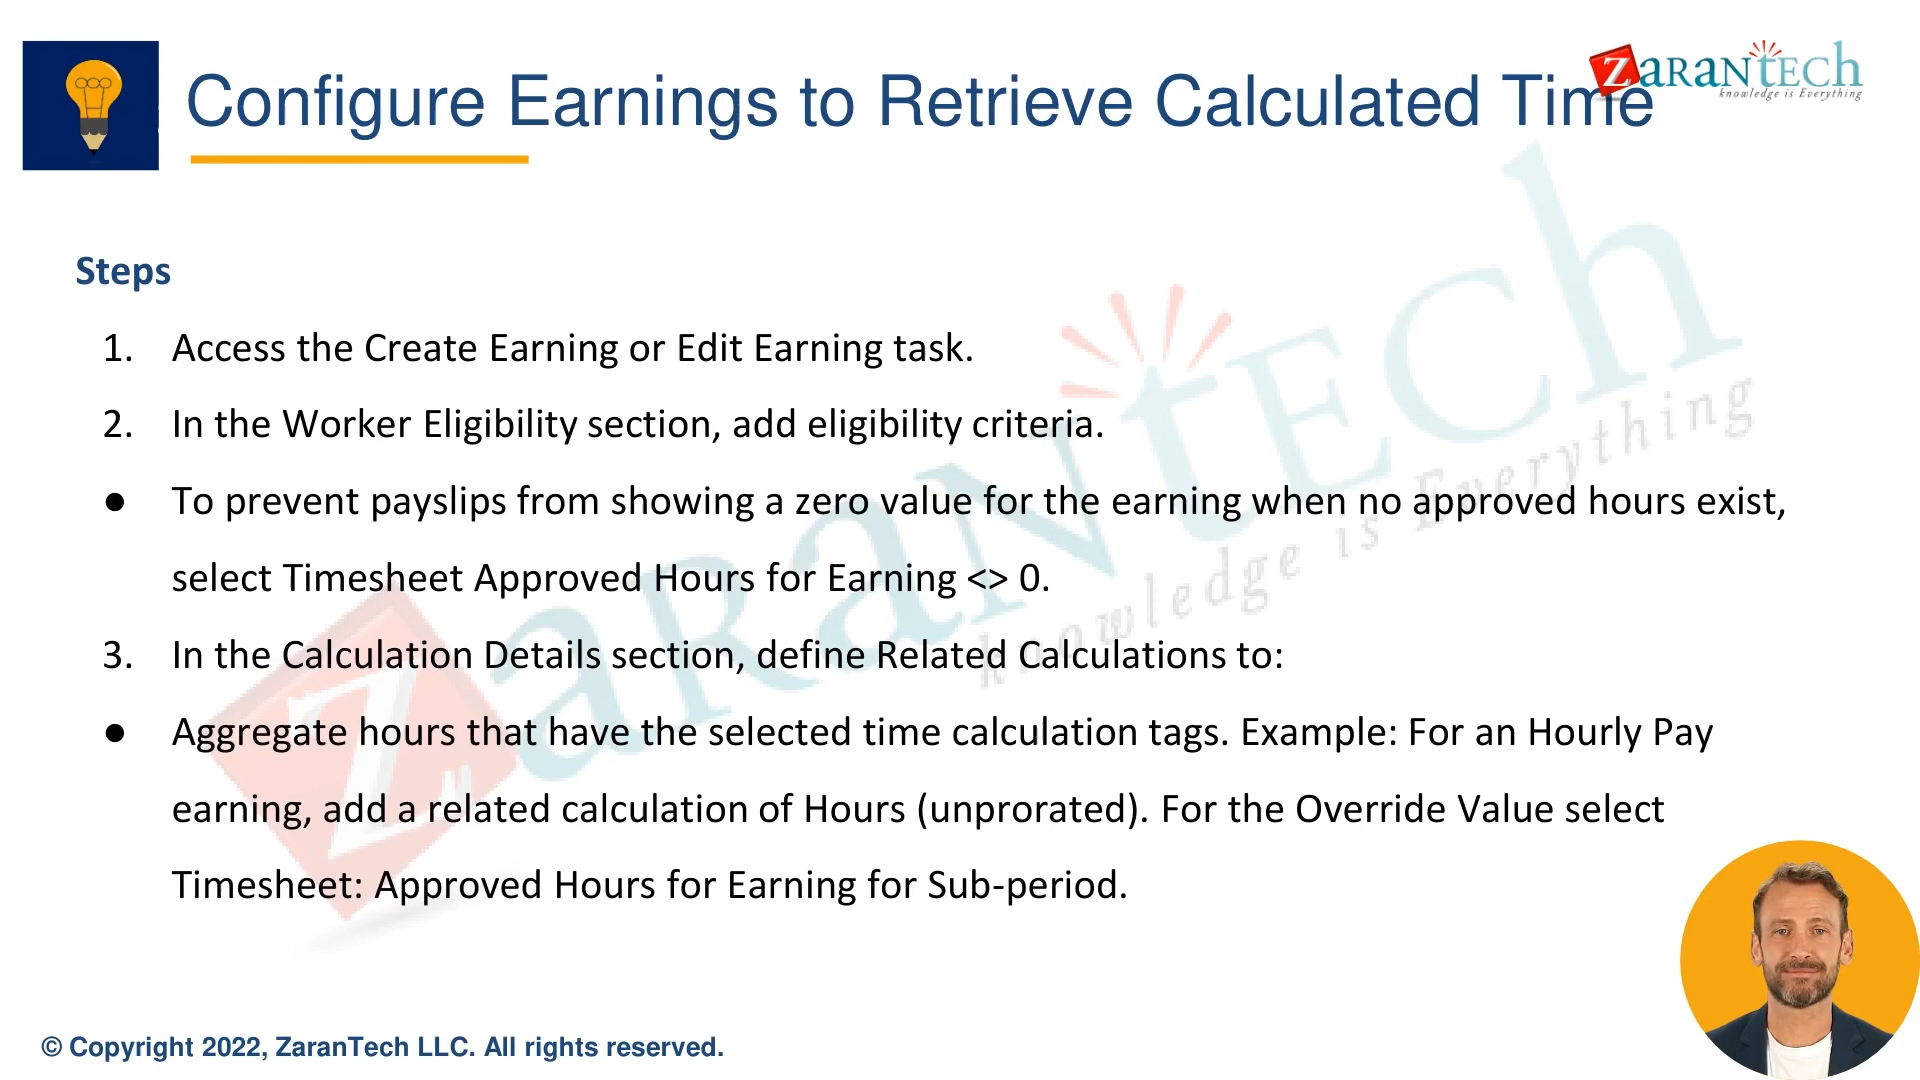 Configure Earnings to Retrieve Calculated Time
ZARANTECH
knowledge is Everything
Steps
1. Access the Create Earning or Edit Earning task.
2. In the Worker Eligibility section, add eligibility criteria.
● To prevent payslips from showing a zero value for the earning when no approved hours exist,
select Timesheet Approved Hours for Earning <> 0.
3. In the Calculation Details section, define Related Calculations to:
● Aggregate hours that have the selected time calculation tags. Example: For an Hourly Pay
earning, add a related calculation of Hours (unprorated). For the Override Value select
Timesheet: Approved Hours for Earning for Sub-period.
ZARANTECH
knowledge is Everything
© Copyright 2022, ZaranTech LLC. All rights reserved.